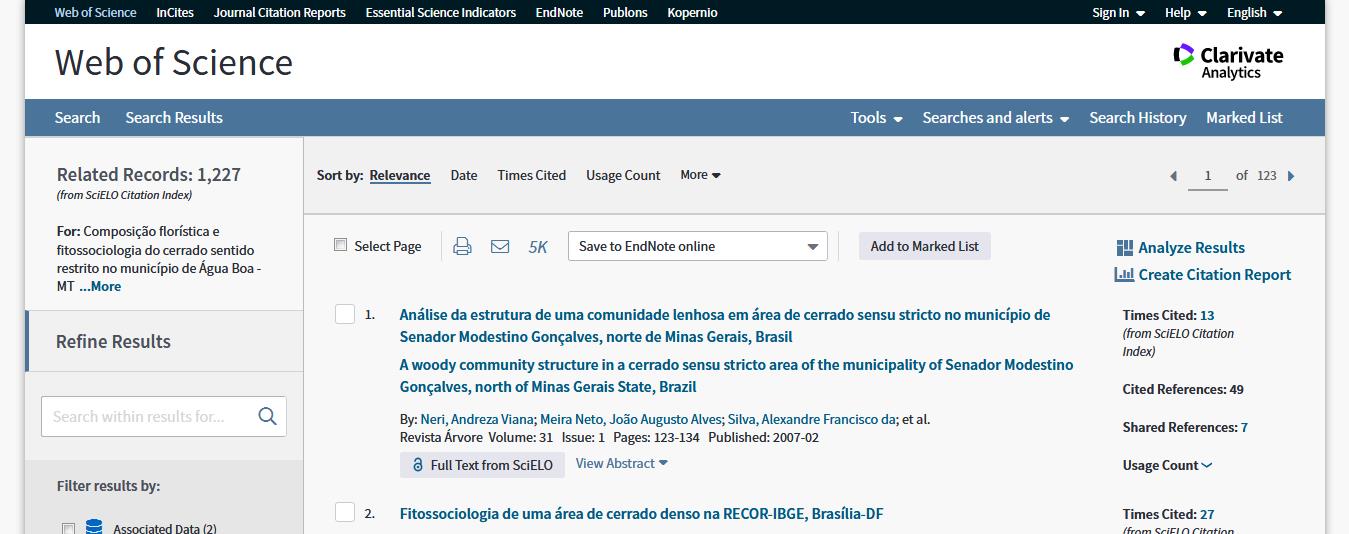 Web of Science InCites Journal Citation Reports Essential Science Indicators EndNote Publons Kopernio Sign In Help English
Web of Science
Clarivate
Analytics
Search Search Results Tools Searches and alerts Search History Marked List
Related Records: 1,227
(from SciELO Citation Index)
For: Composição florística e
fitossociologia do cerrado sentido
restrito no município de Água Boa -
MT ...More
Refine Results
Search within results for...
Filter results by:
Associated Data (2)
Sort by: Relevance Date Times Cited Usage Count More 1 of 123
Select Page 5K Save to EndNote online Add to Marked List
Analyze Results
Create Citation Report
1. Análise da estrutura de uma comunidade lenhosa em área de cerrado sensu stricto no município de
Senador Modestino Gonçalves, norte de Minas Gerais, Brasil
A woody community structure in a cerrado sensu stricto area of the municipality of Senador Modestino
Gonçalves, north of Minas Gerais State, Brazil
By: Neri, Andreza Viana; Meira Neto, João Augusto Alves; Silva, Alexandre Francisco da; et al.
Revista Árvore Volume: 31 Issue: 1 Pages: 123-134 Published: 2007-02
Full Text from SciELO View Abstract
Times Cited: 13
(from SciELO Citation
Index)
Cited References: 49
Shared References: 7
Usage Count
2. Fitossociologia de uma área de cerrado denso na RECOR-IBGE, Brasília-DF
Times Cited: 27
(from SciELO Citation